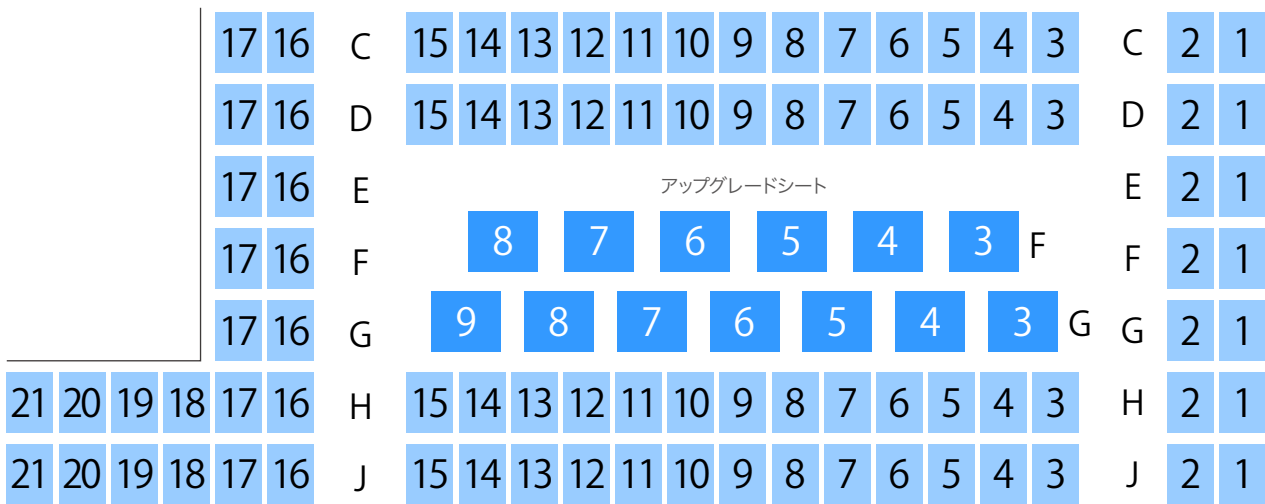 17 16 C 15 14 13 12 11 10 9 8 7 6 5 4 3 C 2 1
17 16 D 15 14 13 12 11 10 9 8 7 6 5 4 3 D 2 1
17 16 E アップグレードシート E 2 1
17 16 F 8 7 6 5 4 3 F F 2 1
17 16 G 9 8 7 6 5 4 3 G G 2 1
21 20 19 18 17 16 H 15 14 13 12 11 10 9 8 7 6 5 4 3 H 2 1
21 20 19 18 17 16 J 15 14 13 12 11 10 9 8 7 6 5 4 3 J 2 1